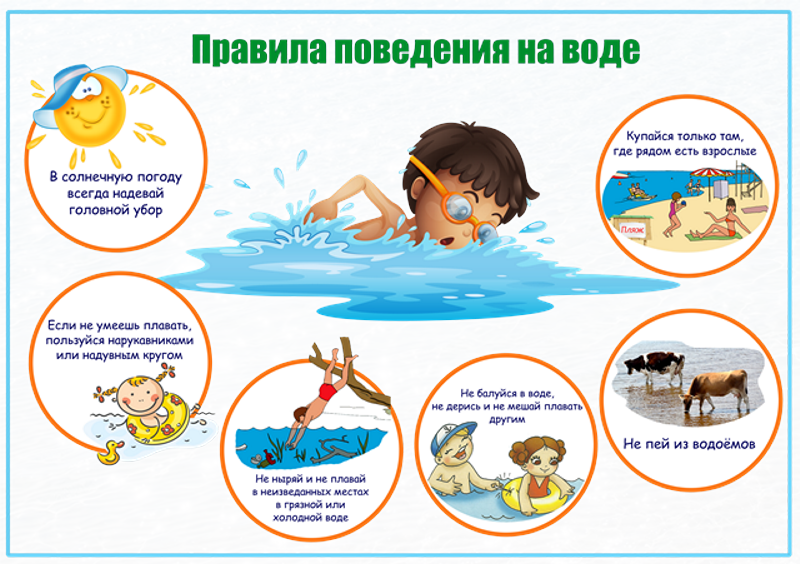 Правила поведения на воде
В солнечную погоду
всегда надевай
головной убор
Купайся только там,
где рядом есть взрослые
Пляж
Если не умеешь плавать,
пользуйся нарукавниками
или надувным кругом
Не ныряй и не плавай
в неизведанных местах
в грязной или
холодной воде
Не балуйся в воде,
не дерись и не мешай плавать
другим
Не пей из водоёмов